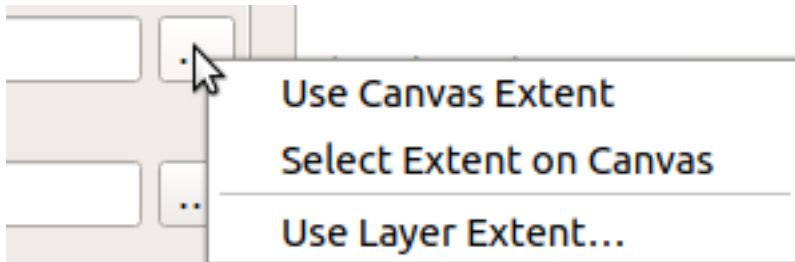 Use Canvas Extent
Select Extent on Canvas
Use Layer Extent...